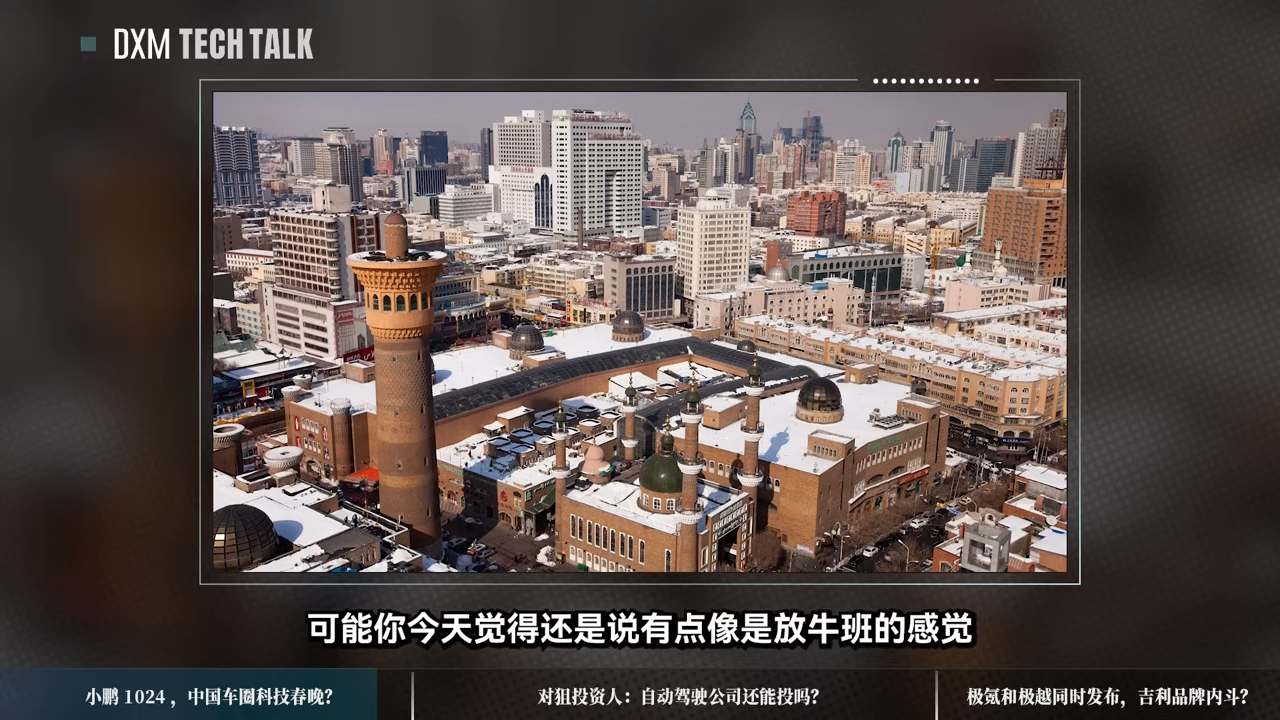 DXM TECH TALK
可能你今天觉得还是说有点像是放牛班的感觉
小鹏 1024，中国车圈科技春晚？
对狙投资人：自动驾驶公司还能投吗？
极氪和极越同时发布，吉利品牌内斗？